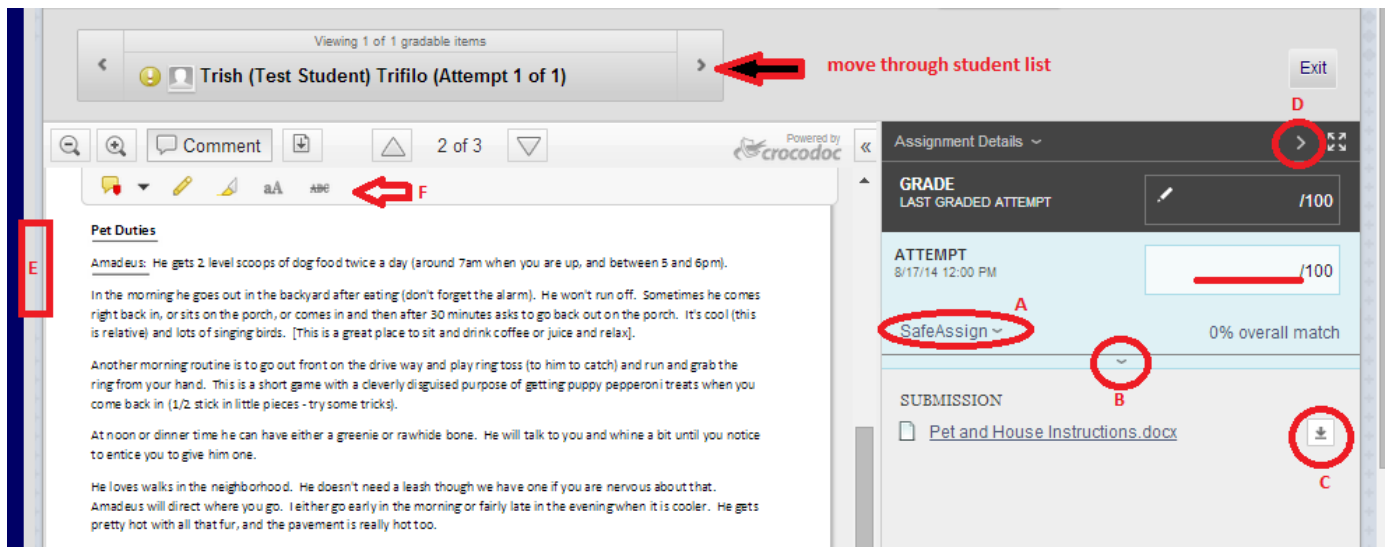 Viewing 1 of 1 gradable items
Trish (Test Student) Trifilo (Attempt 1 of 1)
move through student list
Exit
D
Comment
2 of 3
Powered by
crocodoc
Assignment Details
aA
ABC
F
GRADE
LAST GRADED ATTEMPT
/100
E
Pet Duties
Amadeus: He gets 2 level scoops of dog food twice a day (around 7am when you are up, and between 5 and 6pm).
In the morning he goes out in the backyard after eating (don't forget the alarm). He won't run off. Sometimes he comes
right back in, or sits on the porch, or comes in and then after 30 minutes asks to go back out on the porch. It's cool (this
is relative) and lots of singing birds. [This is a great place to sit and drink coffee or juice and relax].
Another morning routine is to go out front on the drive way and play ring toss (to him to catch) and run and grab the
ring from your hand. This is a short game with a cleverly disguised purpose of getting puppy pepperoni treats when you
come back in (1/2 stick in little pieces - try some tricks).
At noon or dinner time he can have either a greenie or rawhide bone. He will talk to you and whine a bit until you notice
to entice you to give him one.
He loves walks in the neighborhood. He doesn't need a leash though we have one if you are nervous about that.
Amadeus will direct where you go. I either go early in the morning or fairly late in the evening when it is cooler. He gets
pretty hot with all that fur, and the pavement is really hot too.
ATTEMPT
8/17/14 12:00 PM
/100
A
SafeAssign
0% overall match
B
SUBMISSION
Pet and House Instructions.docx
C